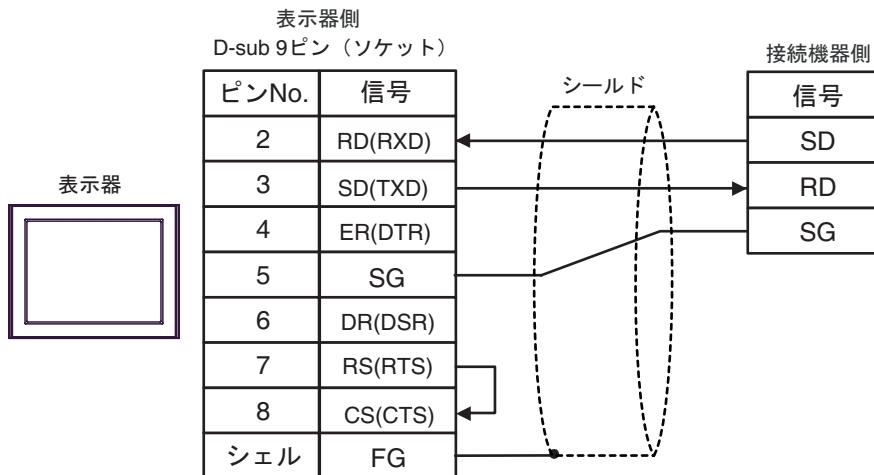 表示器側
D-sub 9ピン（ソケット）
接続機器側
シールド
ピンNo. 信号
信号
2 RD(RXD)
SD
3 SD(TXD)
RD
表示器
4 ER(DTR)
SG
5 SG
6 DR(DSR)
7 RS(RTS)
8 CS(CTS)
シェル FG